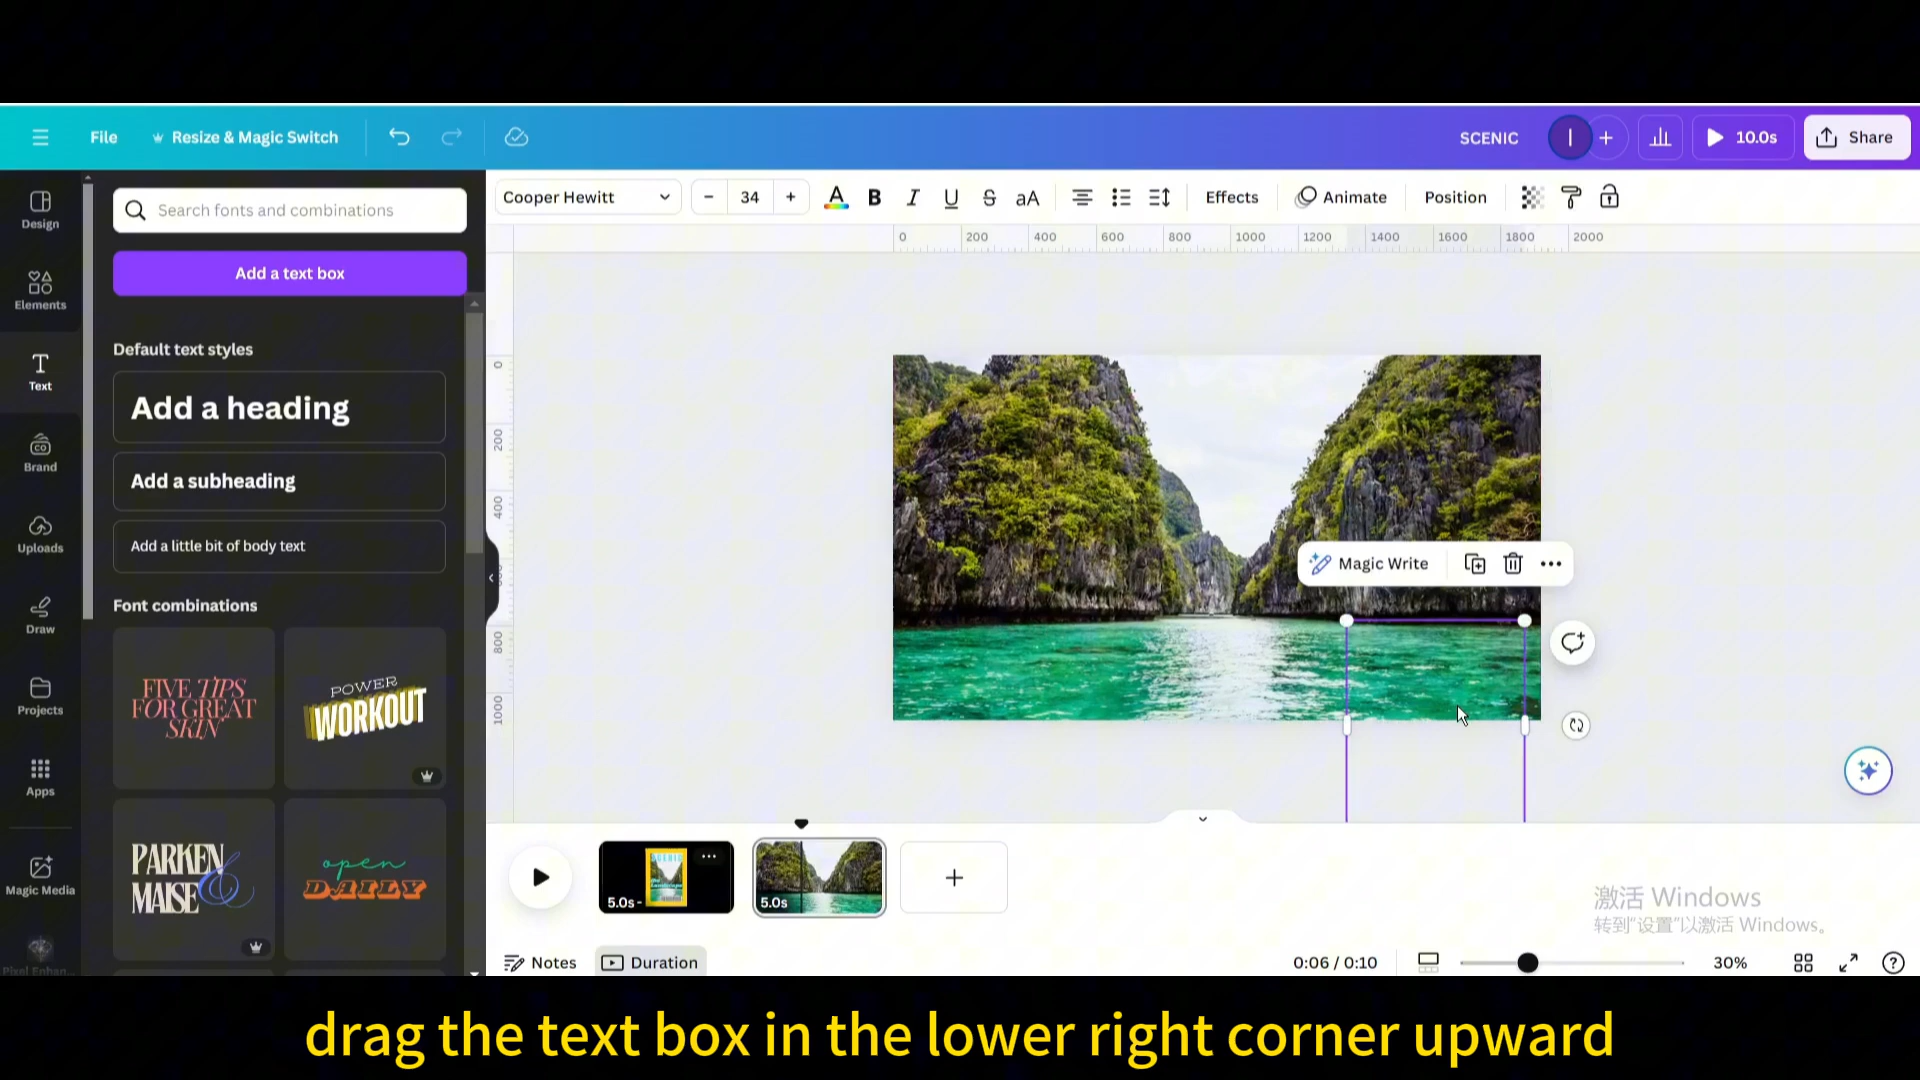 File
Resize & Magic Switch
SCENIC
I
10.0s
Share
Design
Elements
Text
Brand
Uploads
Draw
Projects
Apps
Magic Media
Search fonts and combinations
Add a text box
Default text styles
Add a heading
Add a subheading
Add a little bit of body text
Font combinations
FIVE TIPS
FOR GREAT
SKIN
POWER
WORKOUT
PARKEN
&
MAISE
open
DAILY
Cooper Hewitt
34
A
B
I
U
S
aA
Effects
Animate
Position
0 200 400 600 800 1000 1200 1400 1600 1800 2000
0
200
400
800
1000
Magic Write
5.0s
5.0s
激活 Windows
转到"设置"以激活 Windows。
Notes
Duration
0:06 / 0:10
30%
drag the text box in the lower right corner upward